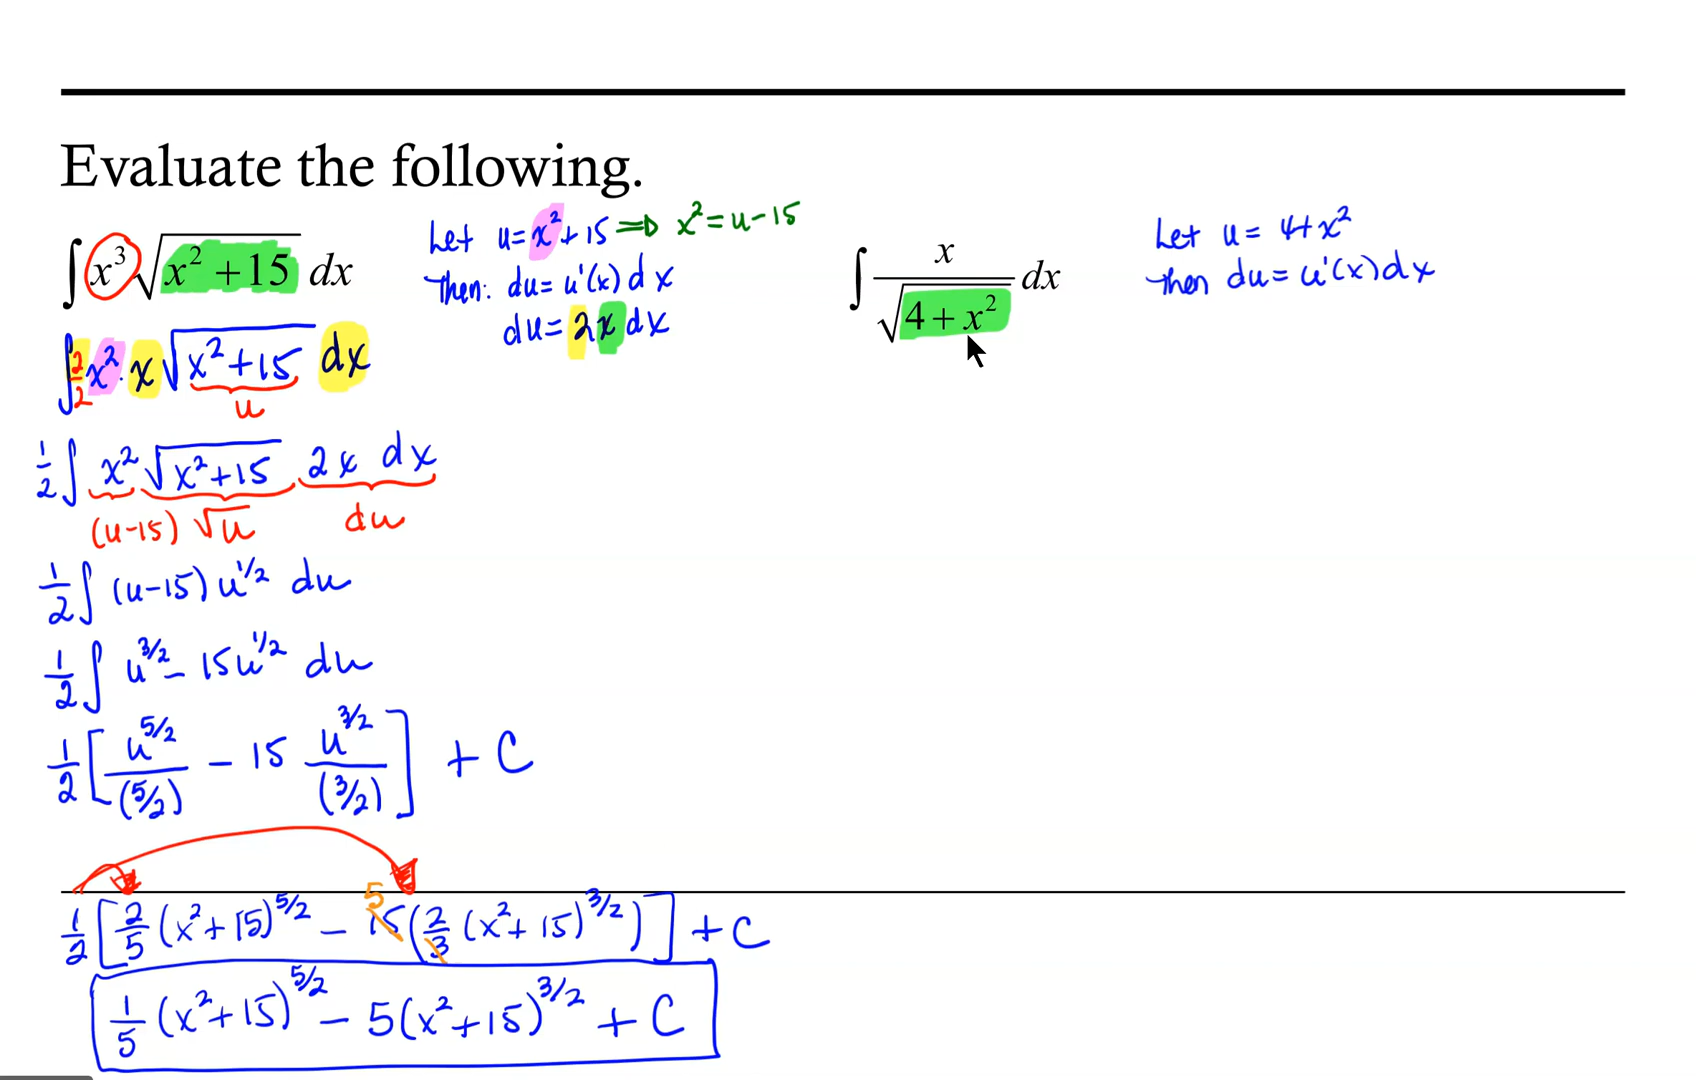 Evaluate the following.
∫ x³ √(x² + 15) dx
Let u = x² + 15 ⇒ x² = u - 15
Then: du = u'(x) dx
du = 2x dx
∫ 2/2 x² · x √(x² + 15) dx
u
1/2 ∫ x² √(x² + 15) 2x dx
(u-15) √u du
1/2 ∫ (u-15) u^1/2 du
1/2 ∫ u^3/2 - 15u^1/2 du
1/2 [ u^5/2 / (5/2) - 15 u^3/2 / (3/2) ] + C
5
1/2 [ 2/5 (x² + 15)^5/2 - 15 ( 2/3 (x² + 15)^3/2 ) ] + C
1/5 (x² + 15)^5/2 - 5(x² + 15)^3/2 + C
∫ x / √(4 + x²) dx
Let u = 4 + x²
Then du = u'(x) dx